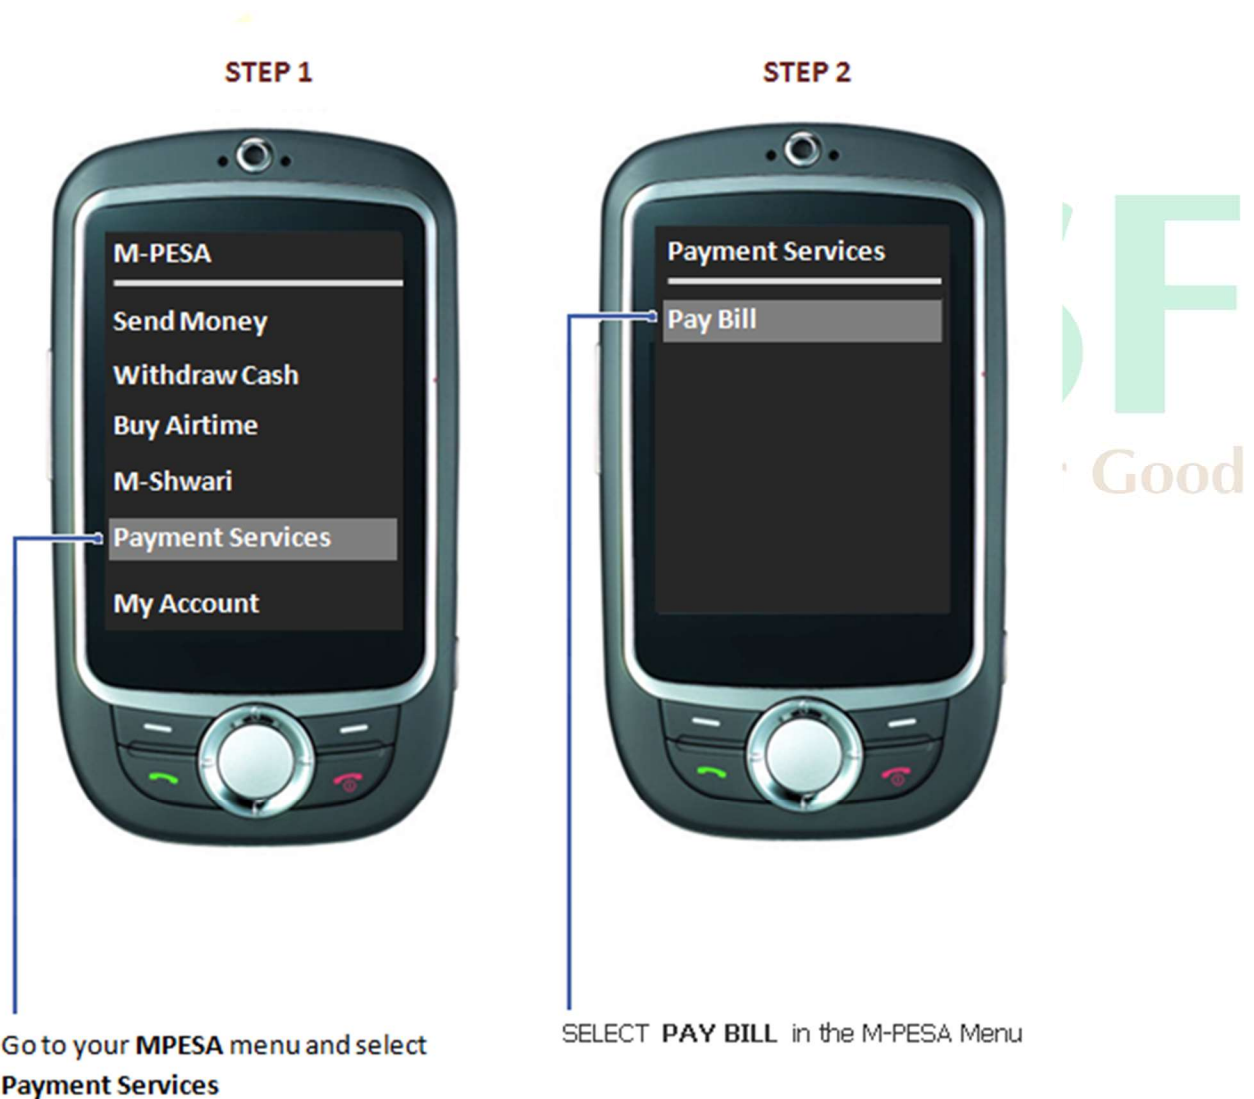 STEP 1
M-PESA
Send Money
Withdraw Cash
Buy Airtime
M-Shwari
Payment Services
My Account
Go to your MPESA menu and select
Payment Services
STEP 2
Payment Services
Pay Bill
SELECT PAY BILL in the M-PESA Menu
F
Good